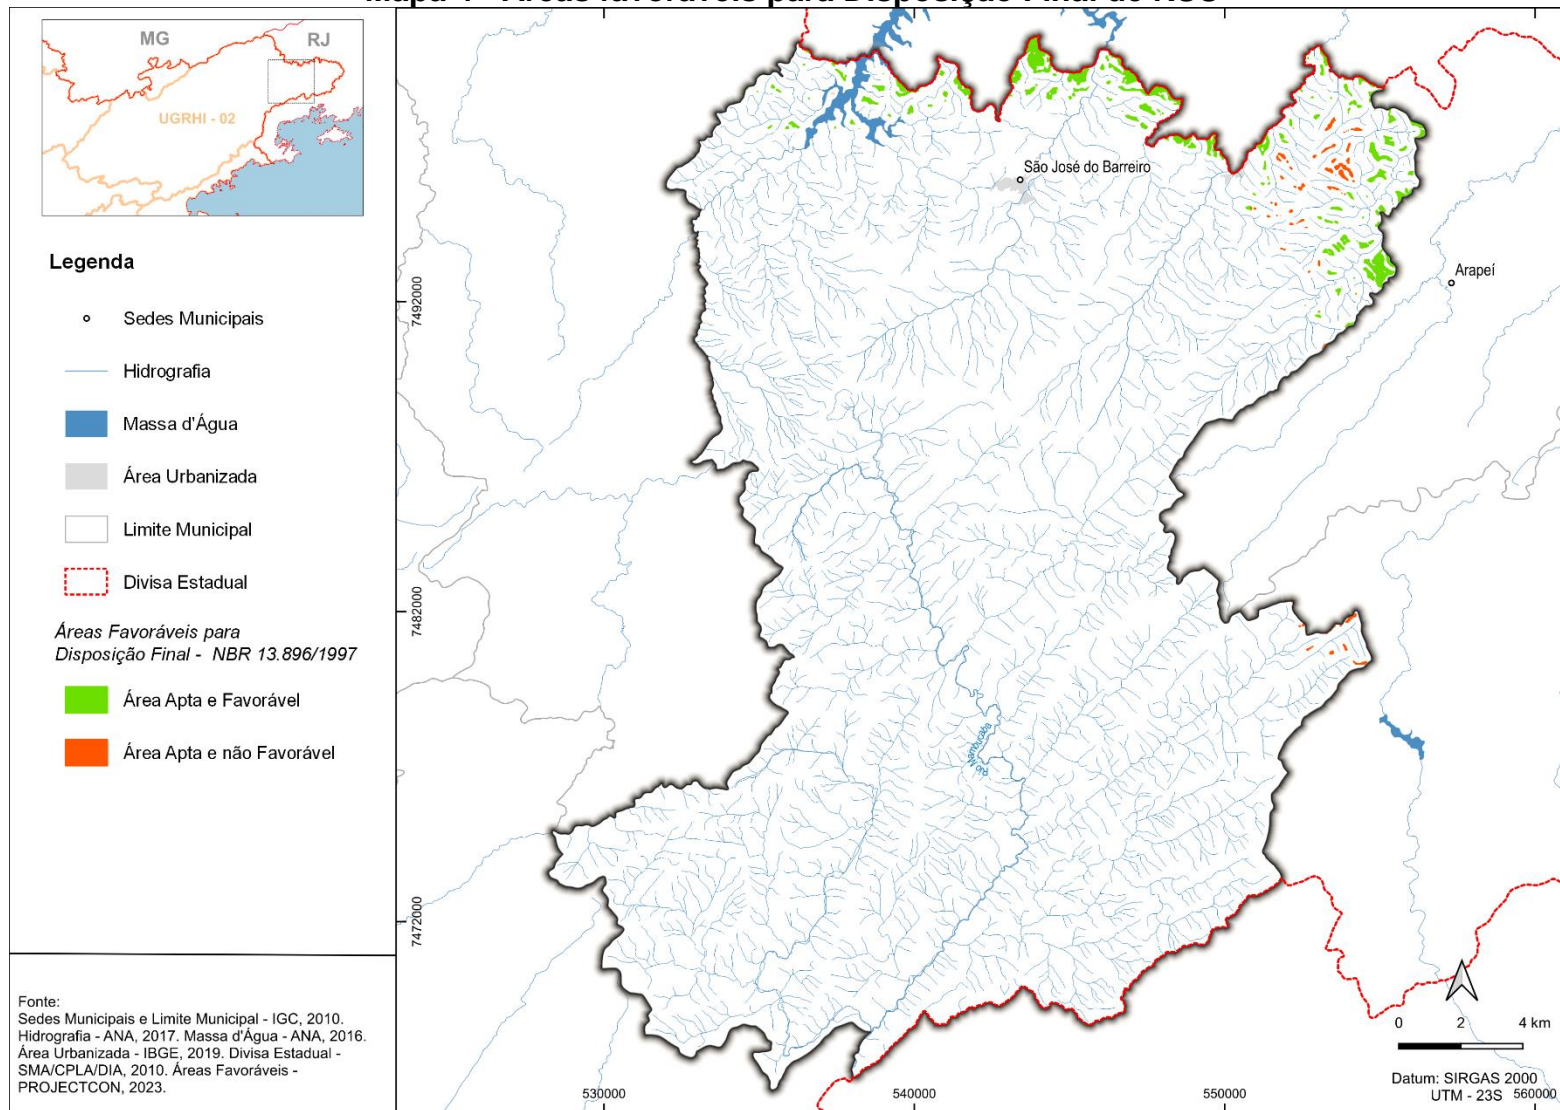 MG
RJ
UGRHI - 02
Legenda
Sedes Municipais
Hidrografia
Massa d'Água
Área Urbanizada
Limite Municipal
Divisa Estadual
Áreas Favoráveis para
Disposição Final - NBR 13.896/1997
Área Apta e Favorável
Área Apta e não Favorável
Fonte:
Sedes Municipais e Limite Municipal - IGC, 2010.
Hidrografia - ANA, 2017. Massa d'Água - ANA, 2016.
Área Urbanizada - IBGE, 2019. Divisa Estadual -
SMA/CPLA/DIA, 2010. Áreas Favoráveis -
PROJECTCON, 2023.
São José do Barreiro
Arapeí
Rio Mambucaba
7492000
7482000
7472000
530000
540000
550000
560000
0 2 4 km
Datum: SIRGAS 2000
UTM - 23S